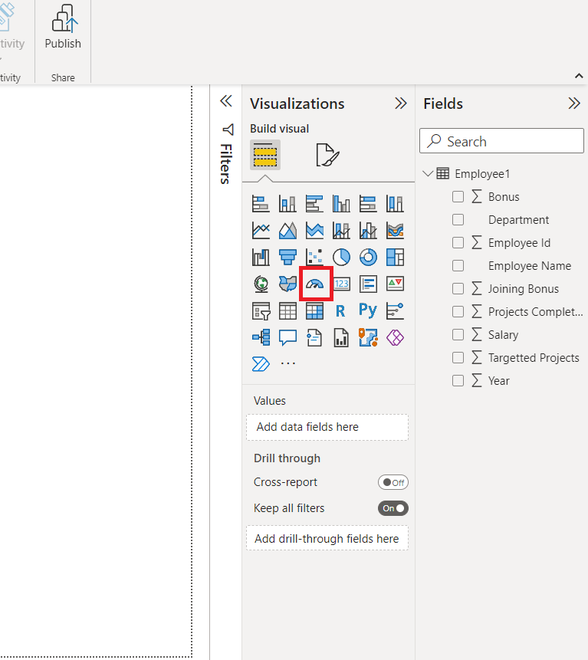 tivity
Publish
tivity
Share
Filters
Visualizations
Build visual
123
R
Py
...
Values
Add data fields here
Drill through
Cross-report
Off
Keep all filters
On
Add drill-through fields here
Fields
Search
Employee1
Σ Bonus
Department
Σ Employee Id
Employee Name
Σ Joining Bonus
Σ Projects Complet...
Σ Salary
Σ Targetted Projects
Σ Year